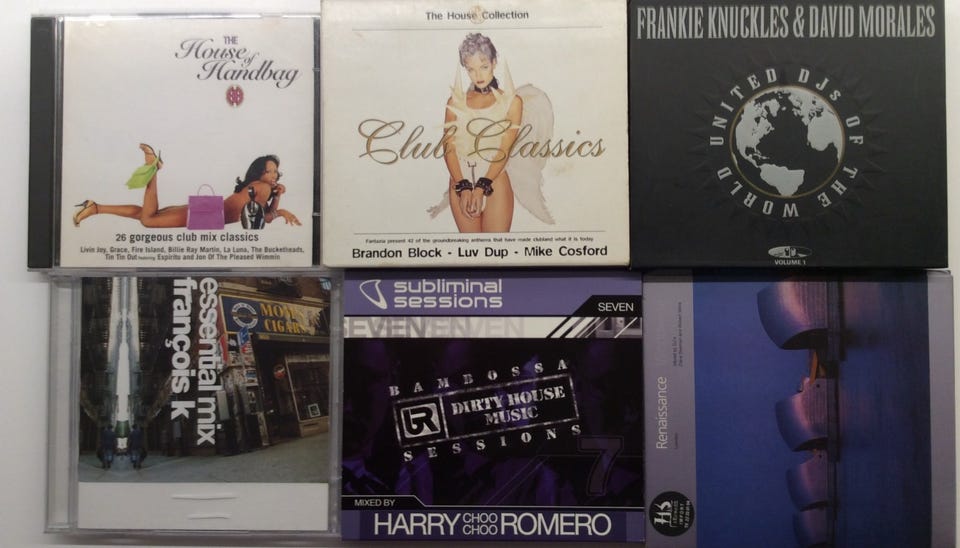 THE
House
of
Handbag
26 gorgeous club mix classics
Livin Joy, Grace, Fire Island, Billie Ray Martin, La Luna, The Bucketheads,
Tin Tin Out featuring Espiritu and Jon Of The Pleased Wimmin
The House Collection
Club Classics
Fantazia present 42 of the groundbreaking anthems that have made clubland what it is today
Brandon Block - Luv Dup - Mike Cosford
FRANKIE KNUCKLES & DAVID MORALES
UNITED DJs OF THE WORLD
VOLUME 1
essential mix
françois k
subliminal
sessions
SEVEN
SEVEN
BAMBOSSA
DIRTY HOUSE
MUSIC
SESSIONS
7
MIXED BY
HARRY CHOO CHOO ROMERO
Renaissance